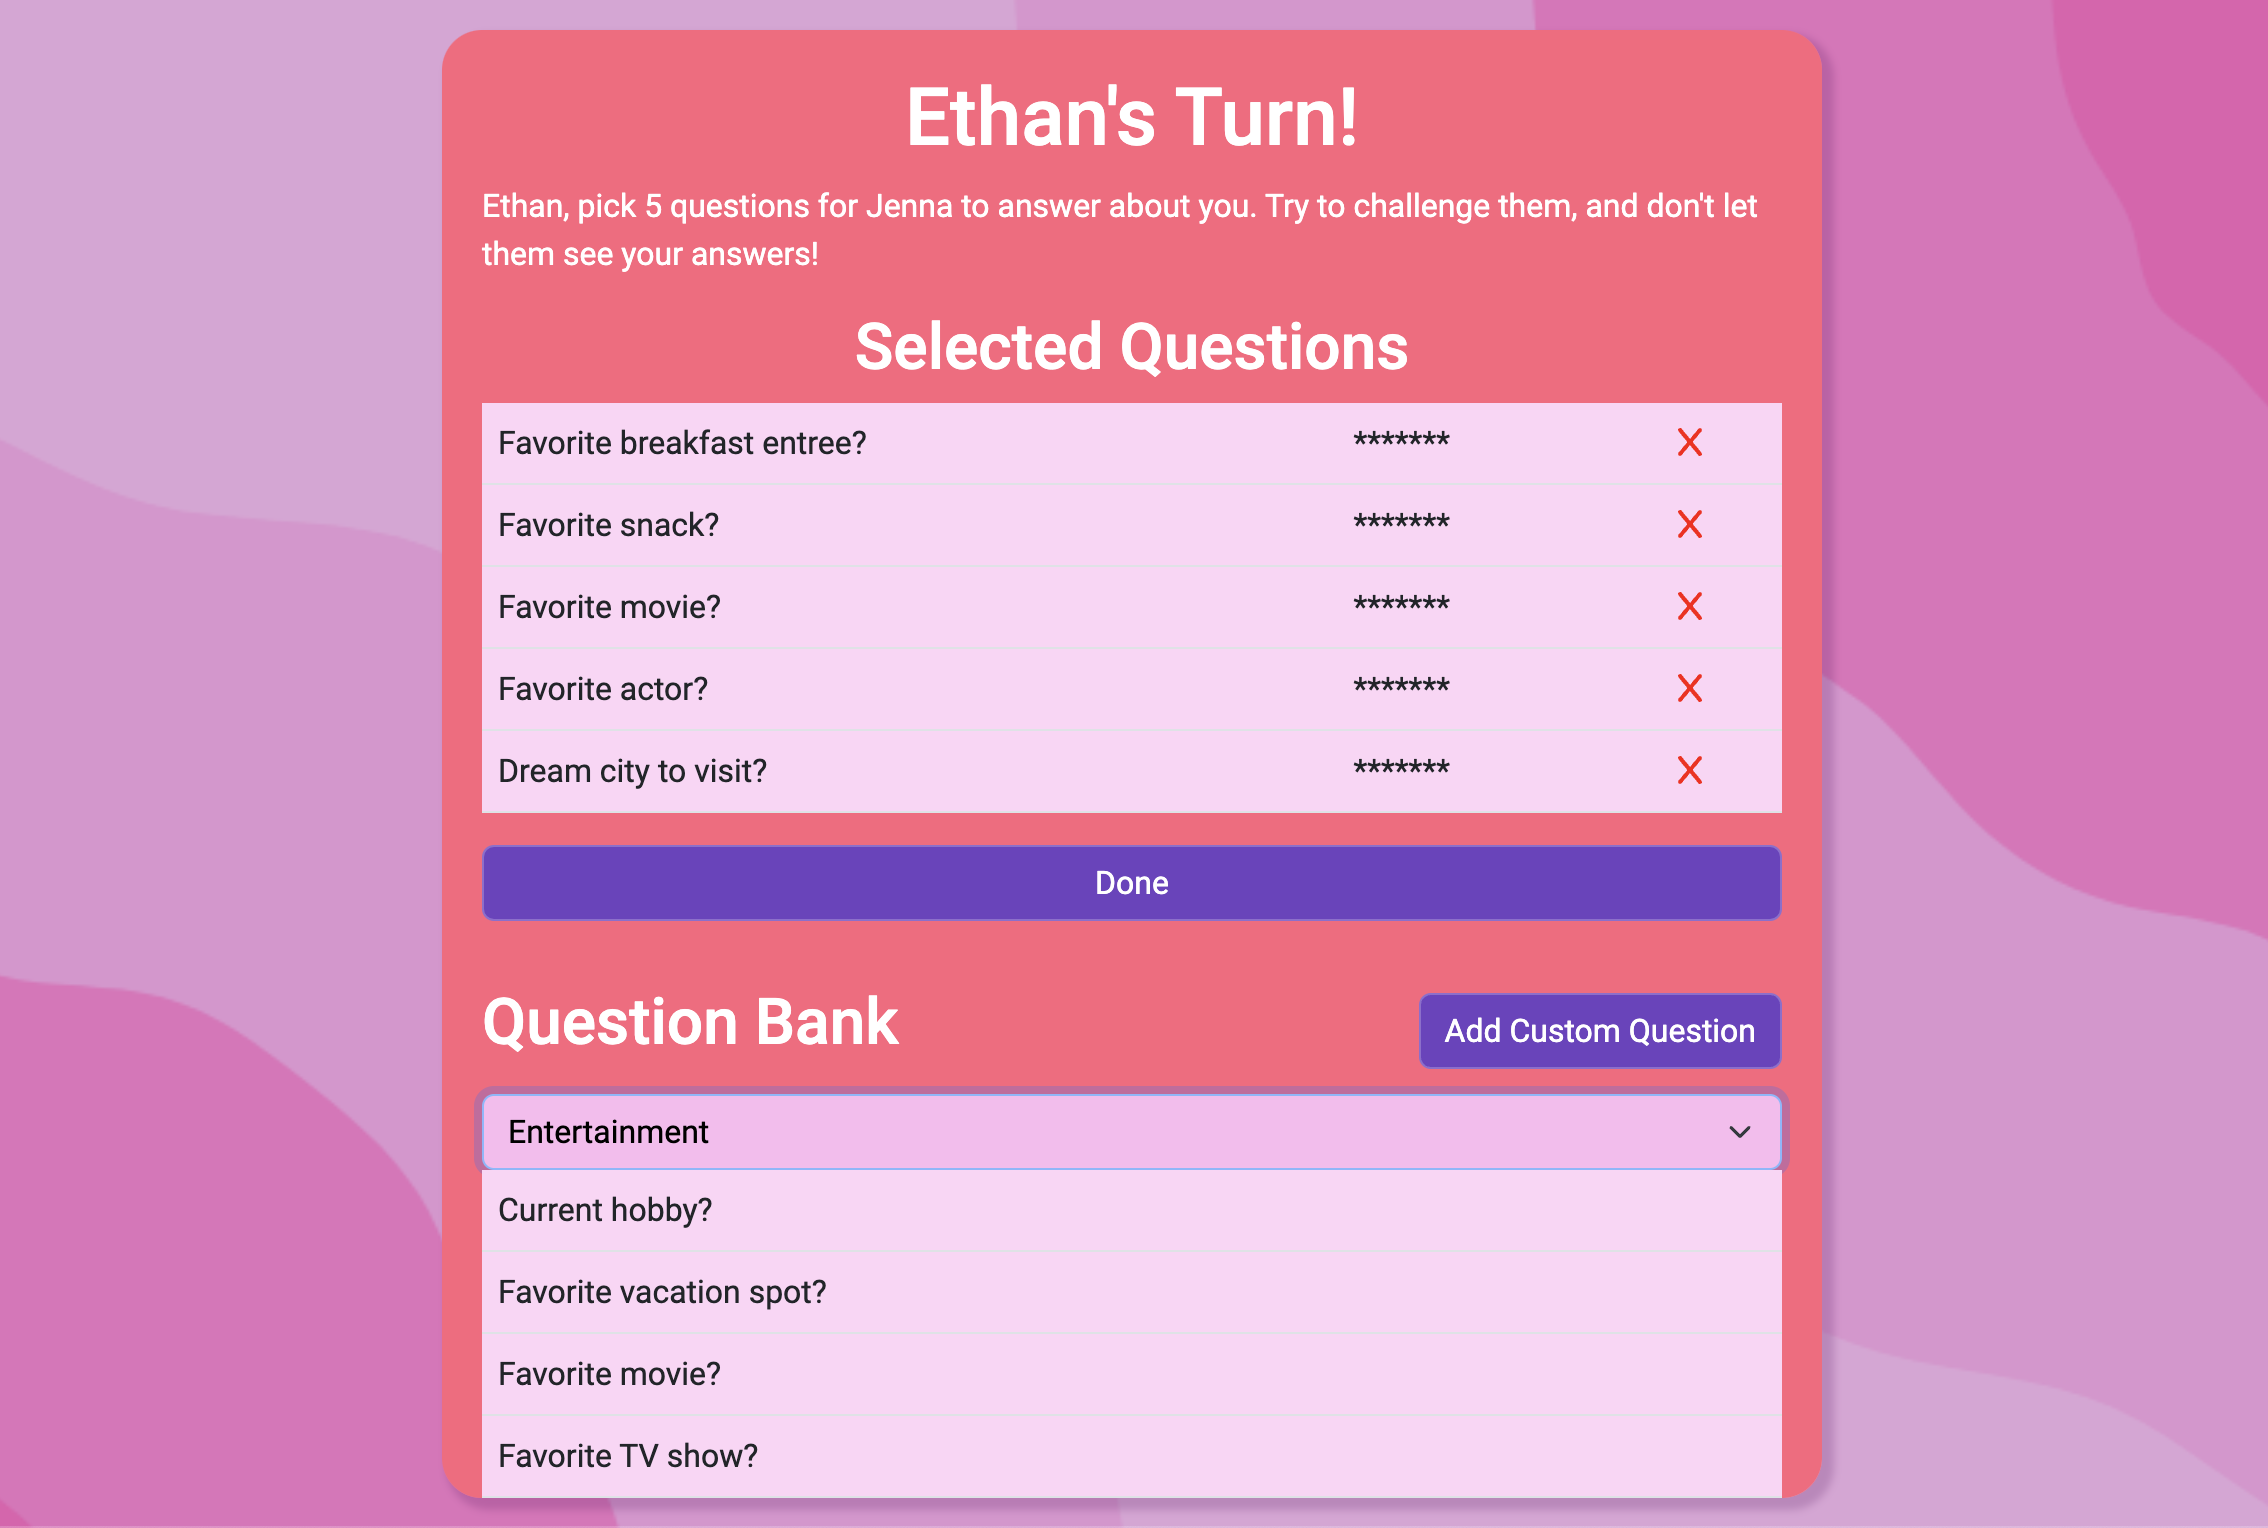 Ethan's Turn!
Ethan, pick 5 questions for Jenna to answer about you. Try to challenge them, and don't let
them see your answers!
Selected Questions
Favorite breakfast entree? *******
Favorite snack? *******
Favorite movie? *******
Favorite actor? *******
Dream city to visit? *******
Done
Question Bank
Add Custom Question
Entertainment
Current hobby?
Favorite vacation spot?
Favorite movie?
Favorite TV show?